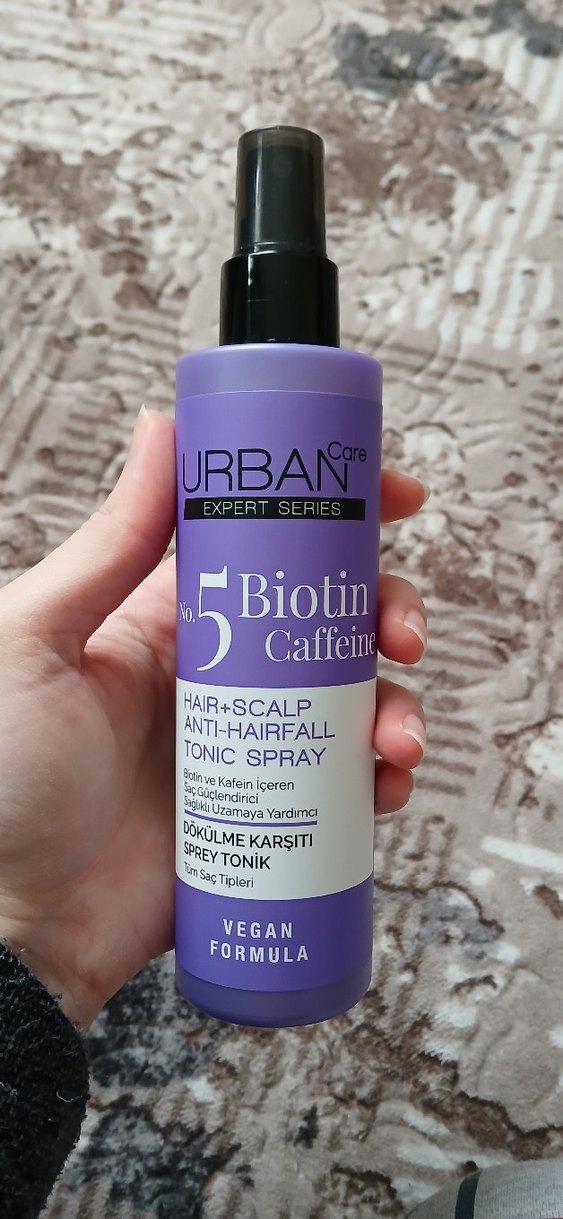 URBAN Care
EXPERT SERIES
No.5 Biotin
Caffeine
HAIR+SCALP
ANTI-HAIRFALL
TONIC SPRAY
Biotin ve Kafein İçeren
Saç Güçlendirici
Sağlıklı Uzamaya Yardımcı
DÖKÜLME KARŞITI
SPREY TONİK
Tüm Saç Tipleri
VEGAN
FORMULA